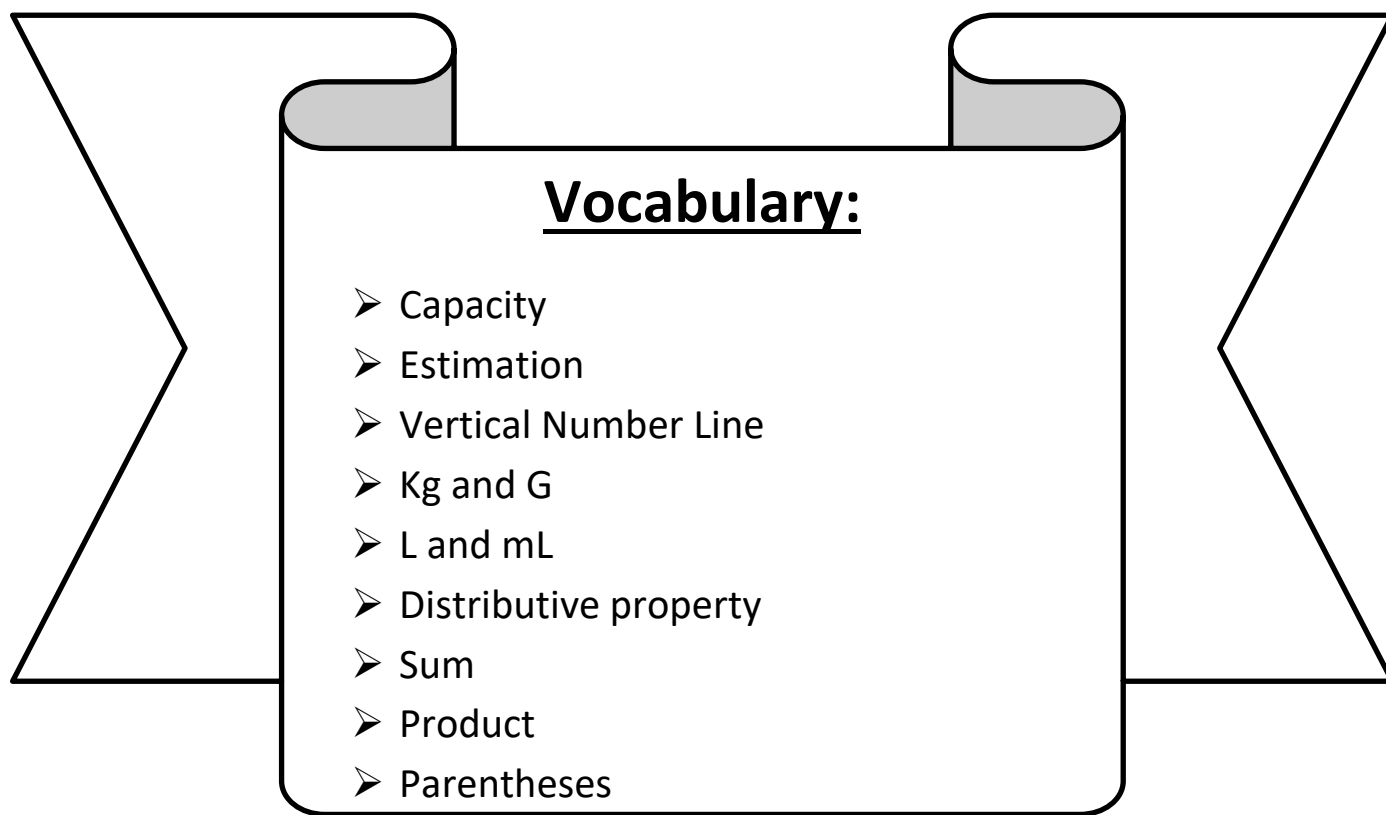 Vocabulary:
➢ Capacity
➢ Estimation
➢ Vertical Number Line
➢ Kg and G
➢ L and mL
➢ Distributive property
➢ Sum
➢ Product
➢ Parentheses